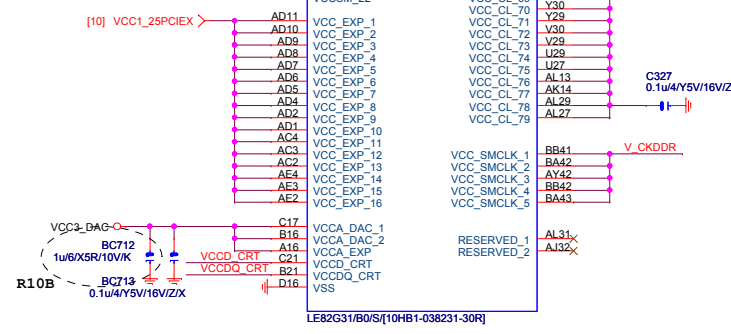 VCC_CL_70 Y30
VCC_CL_71 Y29
VCC_CL_72 V30
VCC_CL_73 V29
VCC_CL_74 U29
VCC_CL_75 U27
VCC_CL_76 AL13
VCC_CL_77 AK14
VCC_CL_78 AL29
VCC_CL_79 AL27
C327
0.1u/4/Y5V/16V/Z
[10] VCC1_25PCIEX
AD11 VCC_EXP_1
AD10 VCC_EXP_2
AD9 VCC_EXP_3
AD8 VCC_EXP_4
AD7 VCC_EXP_5
AD6 VCC_EXP_6
AD5 VCC_EXP_7
AD4 VCC_EXP_8
AD2 VCC_EXP_9
AD1 VCC_EXP_10
AC4 VCC_EXP_11
AC3 VCC_EXP_12
AC2 VCC_EXP_13
AE4 VCC_EXP_14
AE3 VCC_EXP_15
AE2 VCC_EXP_16
VCC_SMCLK_1 BB41 V_CKDDR
VCC_SMCLK_2 BA42
VCC_SMCLK_3 AY42
VCC_SMCLK_4 BB42
VCC_SMCLK_5 BA43
VCC3_DAC
C17 VCCA_DAC_1
B16 VCCA_DAC_2
A16 VCCA_EXP
VCCD_CRT C21 VCCD_CRT
VCCDQ_CRT B21 VCCDQ_CRT
D16 VSS
RESERVED_1 AL31
RESERVED_2 AJ32
BC712
1u/6/X5R/10V/K
BC713
0.1u/4/Y5V/16V/Z/X
R10B
LE82G31/B0/S/[10HB1-038231-30R]